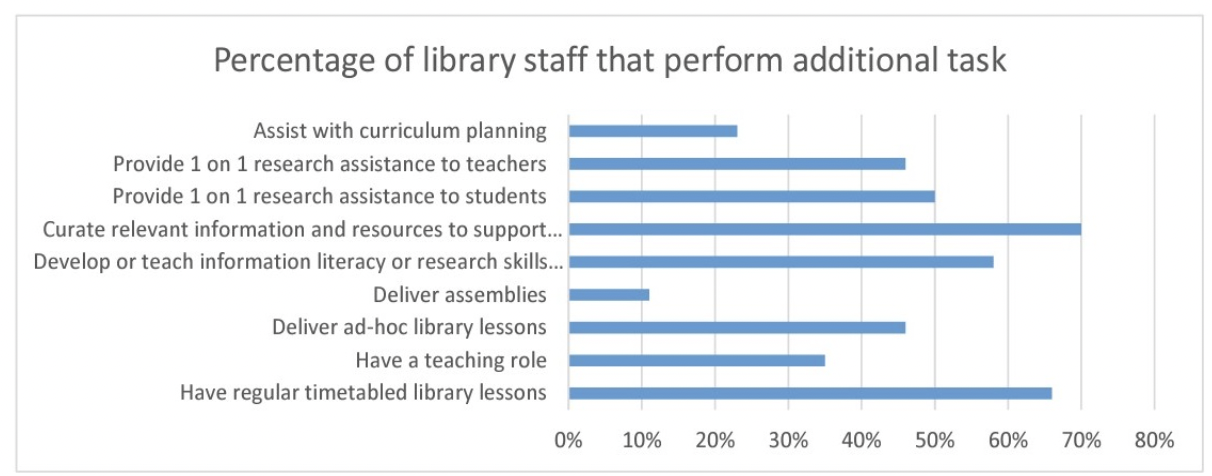 Percentage of library staff that perform additional task
Assist with curriculum planning
Provide 1 on 1 research assistance to teachers
Provide 1 on 1 research assistance to students
Curate relevant information and resources to support...
Develop or teach information literacy or research skills...
Deliver assemblies
Deliver ad-hoc library lessons
Have a teaching role
Have regular timetabled library lessons
0% 10% 20% 30% 40% 50% 60% 70% 80%